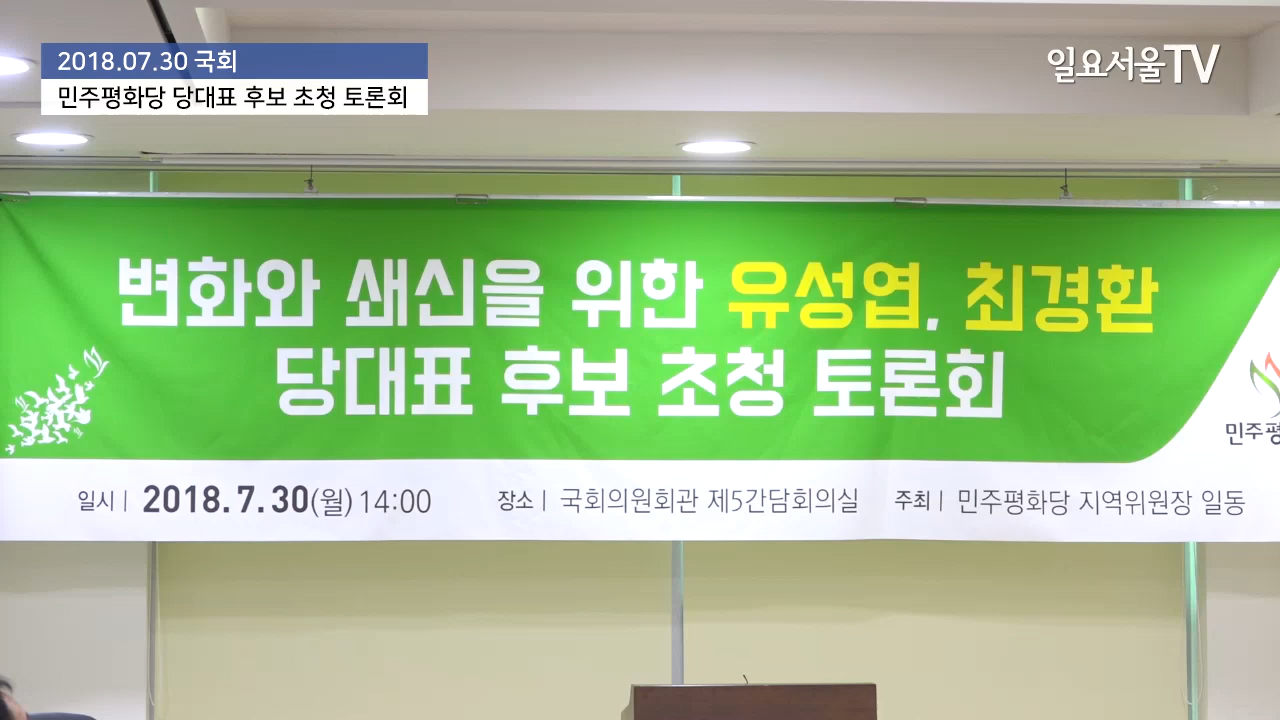 2018.07.30 국회
민주평화당 당대표 후보 초청 토론회
일요서울TV
변화와 쇄신을 위한 유성엽, 최경환
당대표 후보 초청 토론회
민주평
일시 | 2018.7.30(월) 14:00 장소 | 국회의원회관 제5간담회의실 주최 | 민주평화당 지역위원장 일동